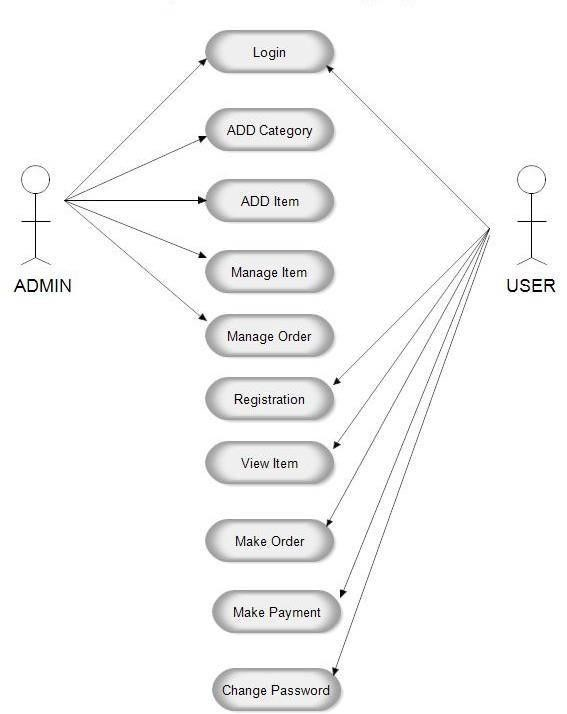 Login
ADD Category
ADD Item
Manage Item
ADMIN
USER
Manage Order
Registration
View Item
Make Order
Make Payment
Change Password